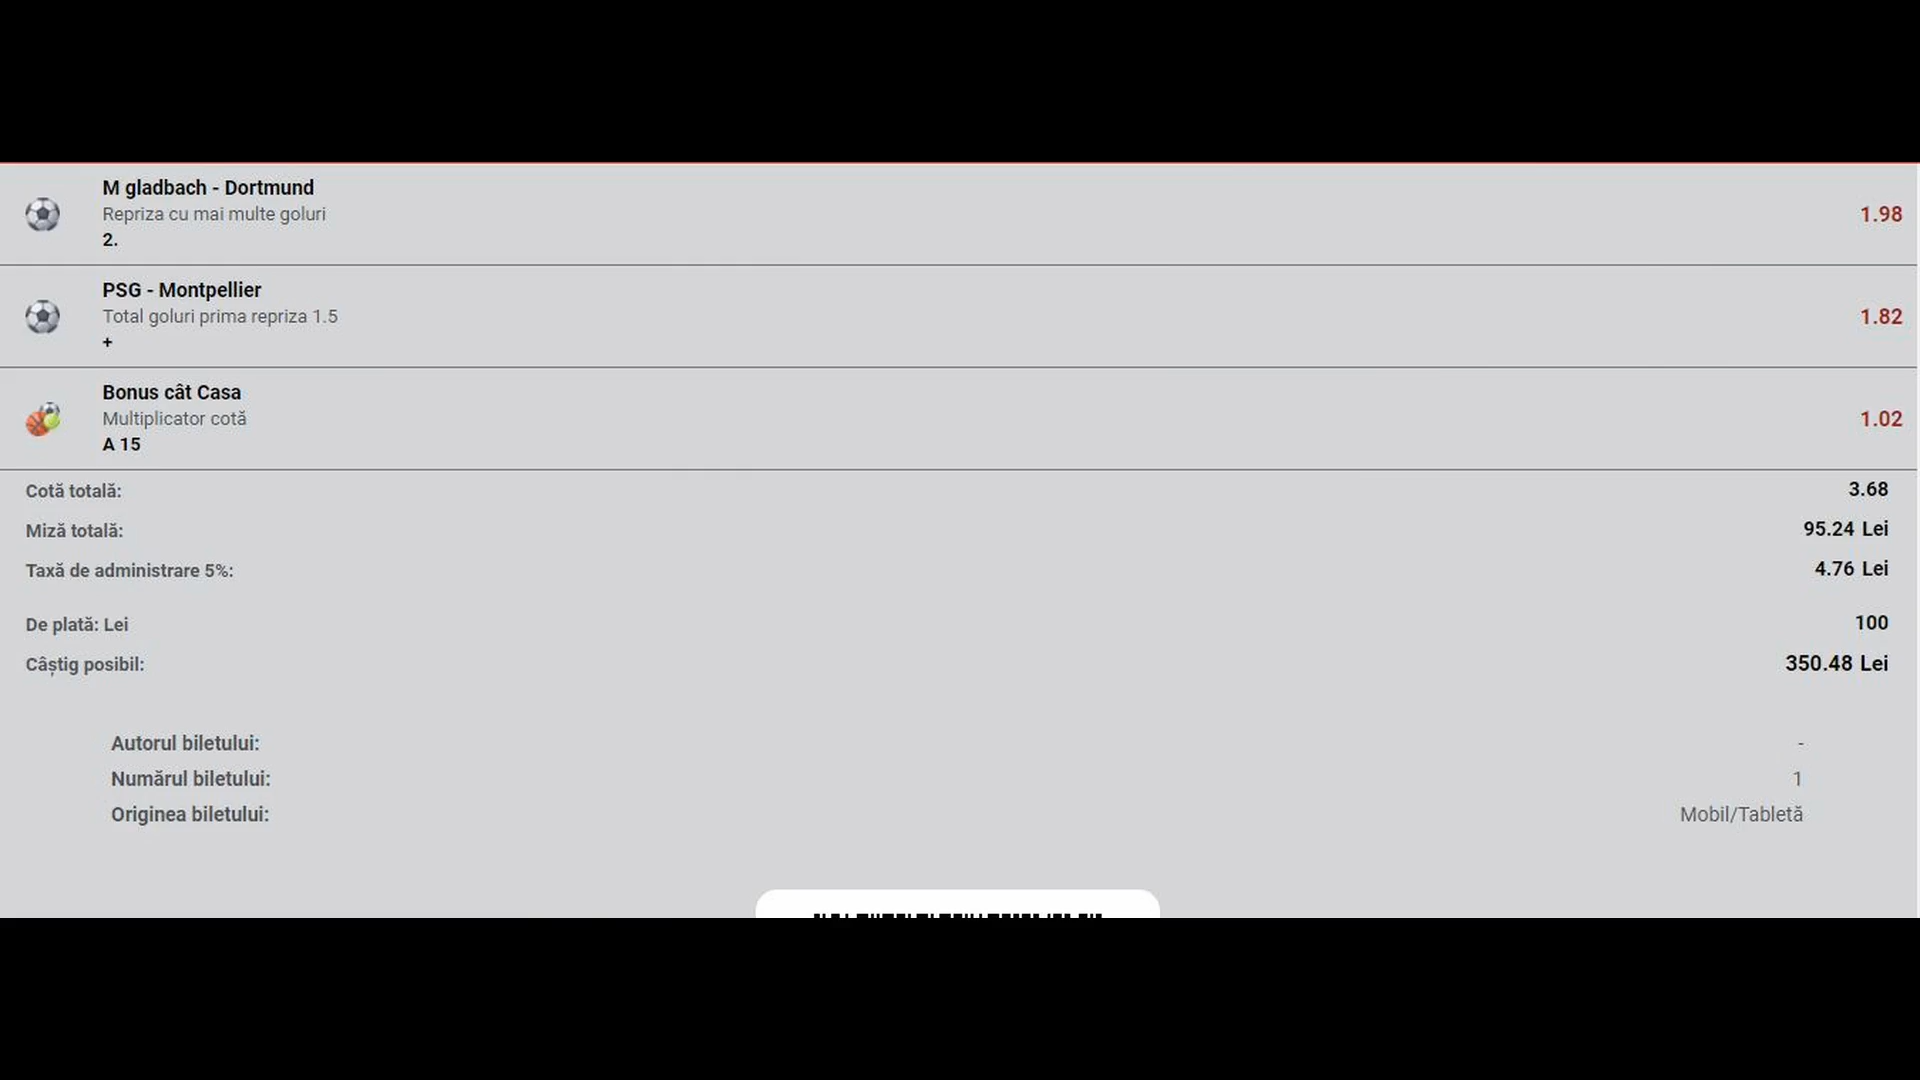 M gladbach - Dortmund
Repriza cu mai multe goluri
1.98
2.
PSG - Montpellier
Total goluri prima repriza 1.5
1.82
+
Bonus cât Casa
Multiplicator cotă
1.02
A 15
Cotă totală: 3.68
Miză totală: 95.24 Lei
Taxă de administrare 5%: 4.76 Lei
De plată: Lei 100
Câștig posibil: 350.48 Lei
Autorul biletului: -
Numărul biletului: 1
Originea biletului: Mobil/Tabletă